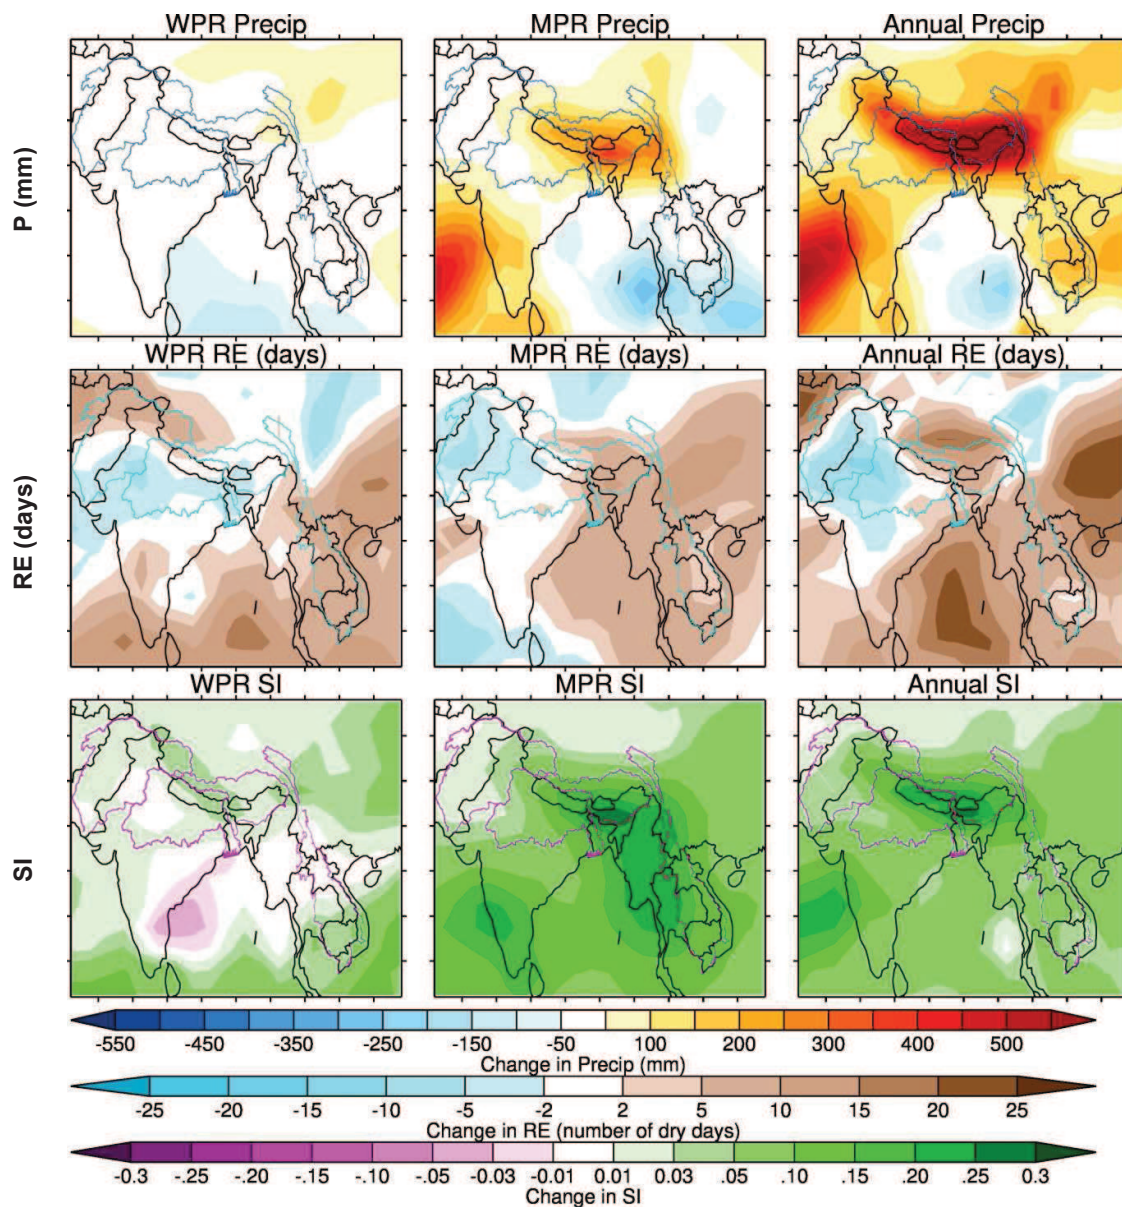 WPR Precip MPR Precip Annual Precip
P (mm)
WPR RE (days) MPR RE (days) Annual RE (days)
RE (days)
WPR SI MPR SI Annual SI
SI
-550 -450 -350 -250 -150 -50 50 100 200 300 400 500
Change in Precip (mm)
-25 -20 -15 -10 -5 -2 2 5 10 15 20 25
Change in RE (number of dry days)
-0.3 -.25 -.20 -.15 -.10 -.05 -0.03 -0.01 0.01 0.03 .05 .10 .15 .20 .25 0.3
Change in SI